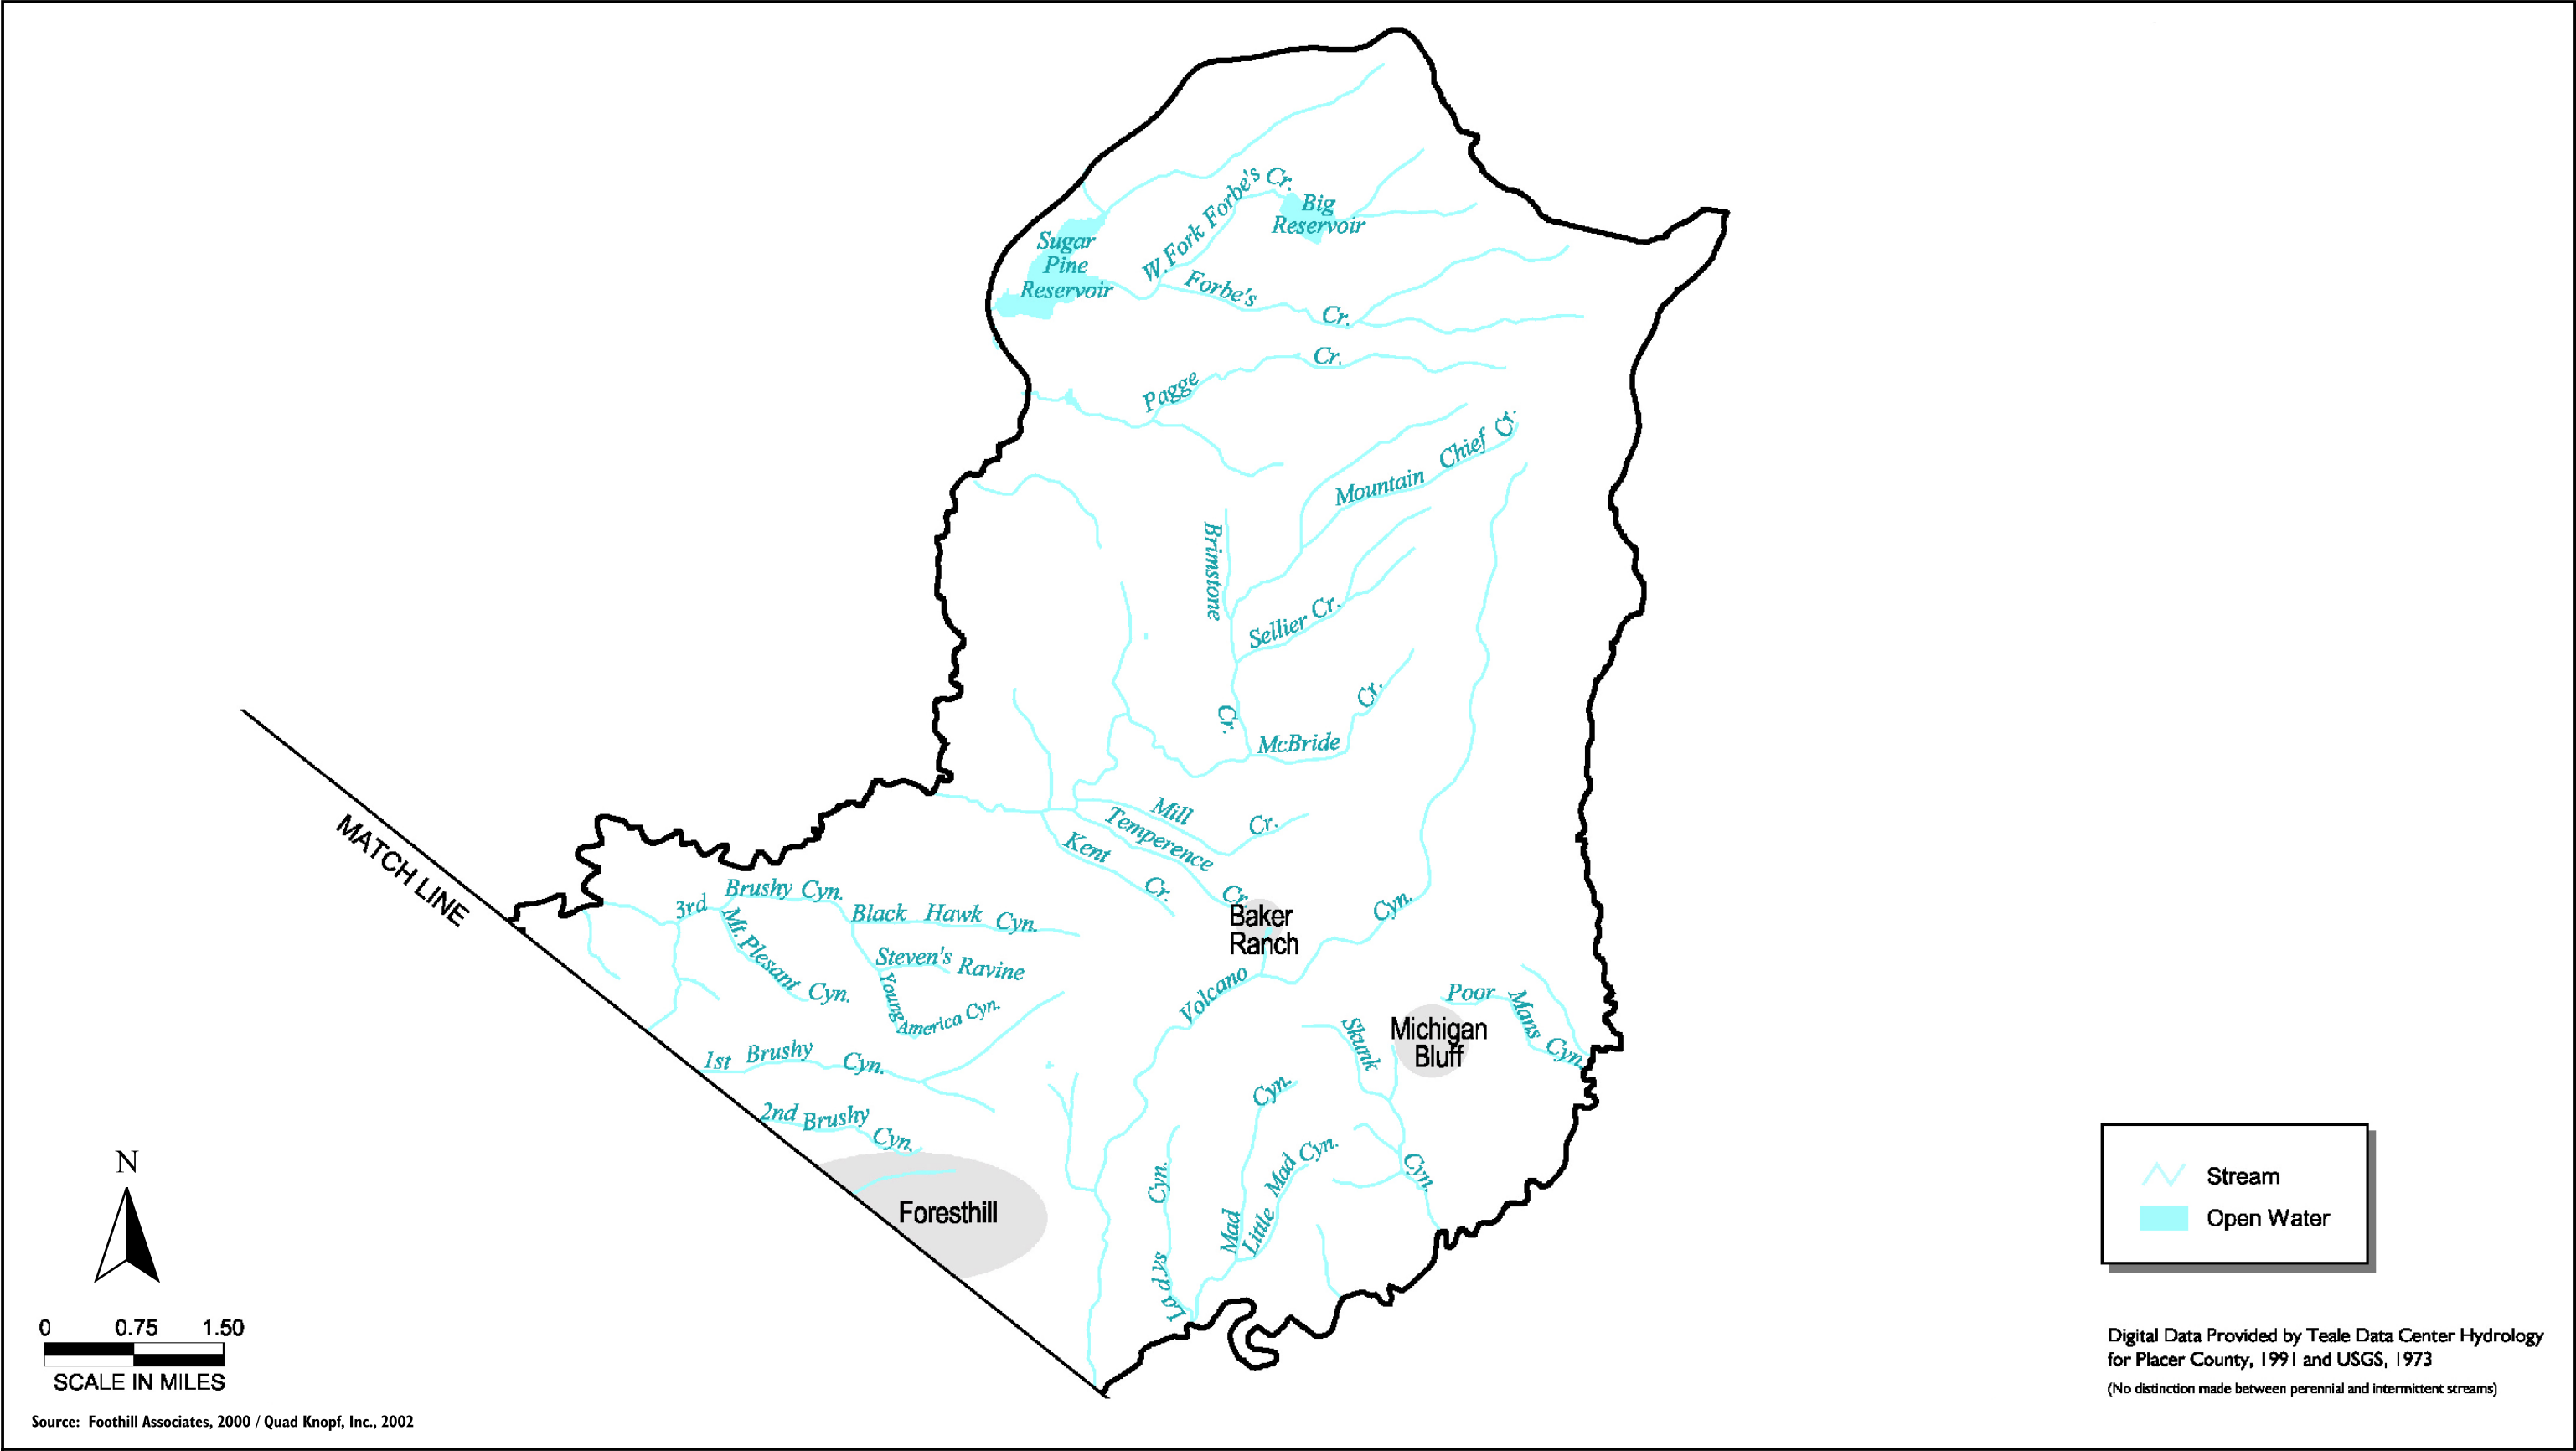 W. Fork Forbe's Cr.
Big
Reservoir
Sugar
Pine
Reservoir
Forbe's Cr.
Pagge Cr.
Mountain Chief Cr.
Brimstone Cr.
Sellier Cr.
McBride Cr.
Mill Cr.
Temperence Cr.
Kent Cr.
MATCH LINE
3rd Brushy Cyn.
Black Hawk Cyn.
Mt. Plesant Cyn.
Steven's Ravine
Young America Cyn.
Baker
Ranch
Volcano Cyn.
Poor Mans Cyn.
Michigan
Bluff
Skunk Cyn.
1st Brushy Cyn.
2nd Brushy Cyn.
Foresthill
Ladys Cyn.
Mad Cyn.
Little Mad Cyn.
N
0 0.75 1.50
SCALE IN MILES
Source: Foothill Associates, 2000 / Quad Knopf, Inc., 2002
Stream
Open Water
Digital Data Provided by Teale Data Center Hydrology
for Placer County, 1991 and USGS, 1973
(No distinction made between perennial and intermittent streams)